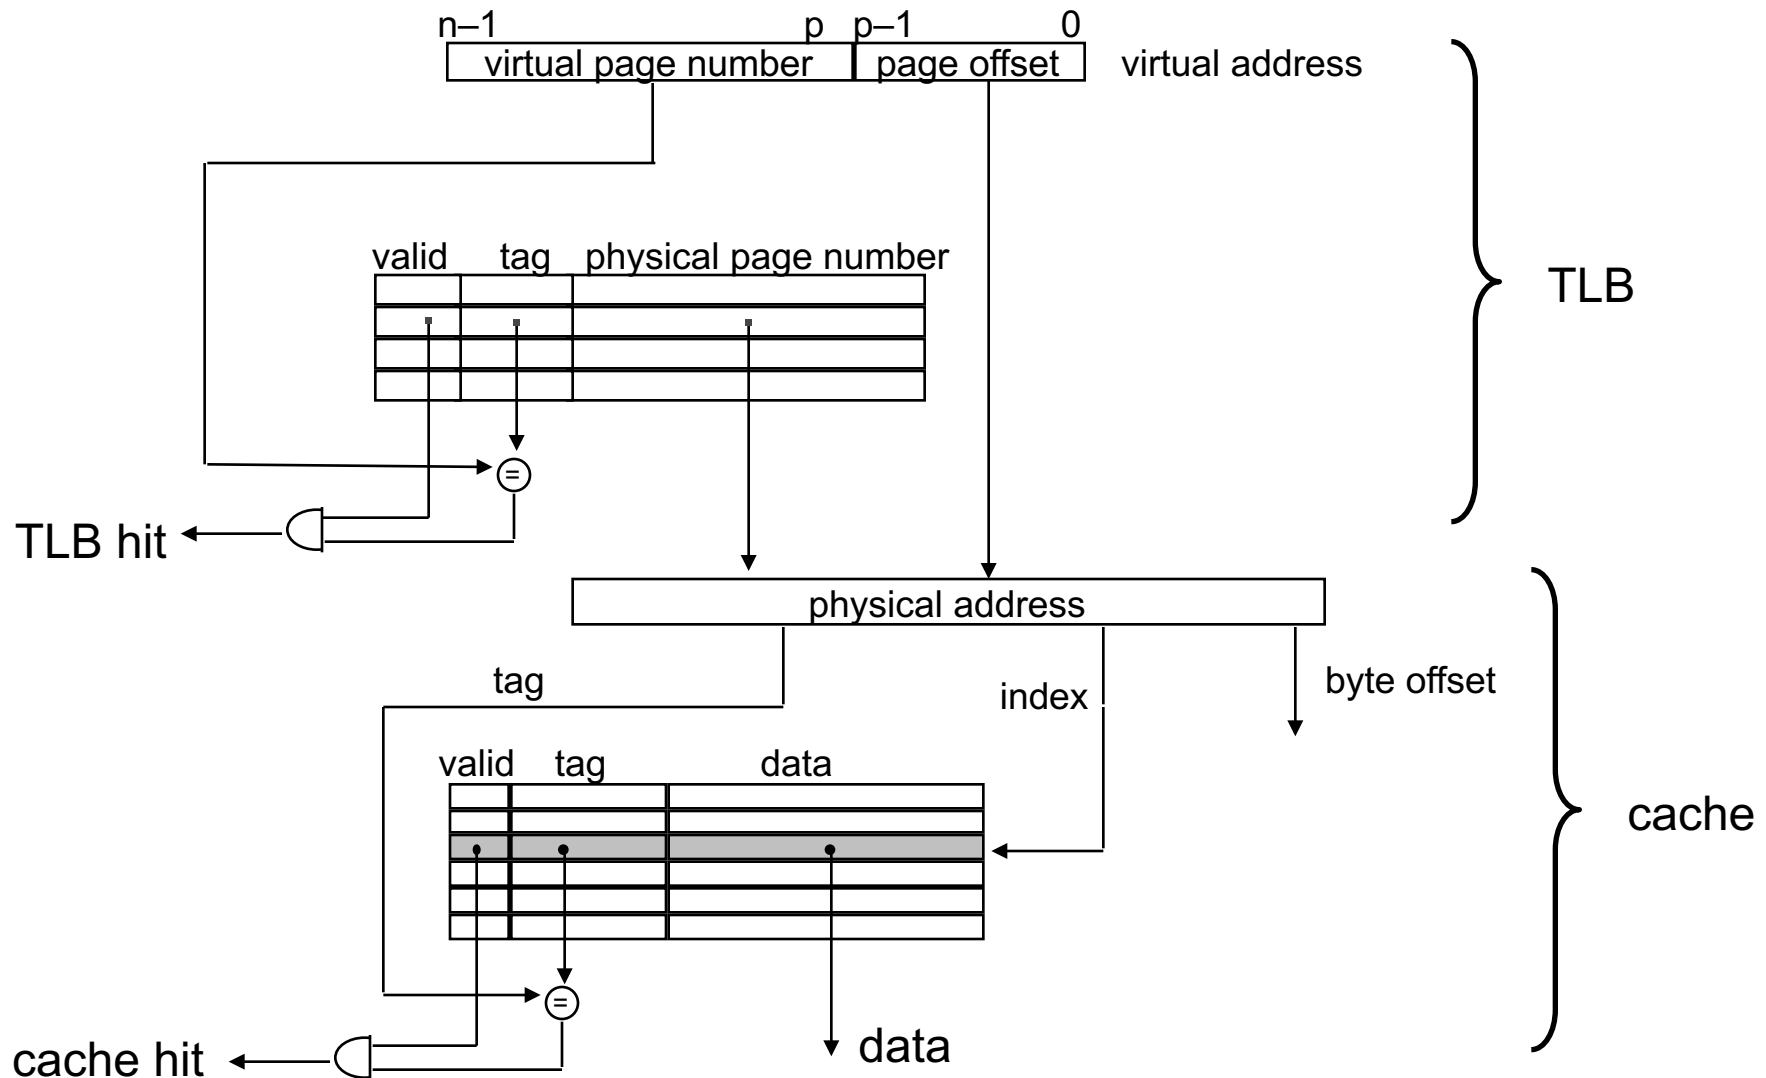 n–1 p p–1 0
virtual page number page offset virtual address
valid tag physical page number
TLB
=
TLB hit
physical address
tag index byte offset
valid tag data
cache
=
cache hit data